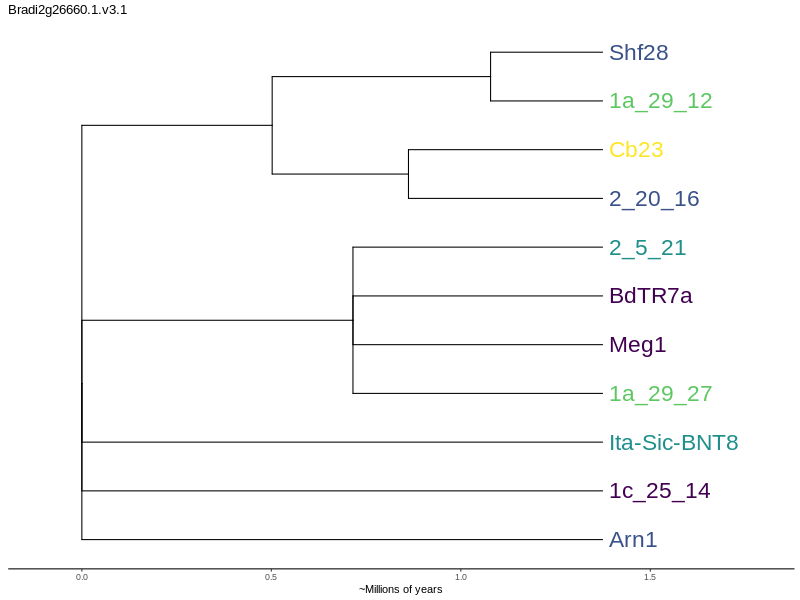 Bradi2g26660.1.v3.1
Shf28
1a_29_12
Cb23
2_20_16
2_5_21
BdTR7a
Meg1
1a_29_27
Ita-Sic-BNT8
1c_25_14
Arn1
0.0 0.5 1.0 1.5
~Millions of years